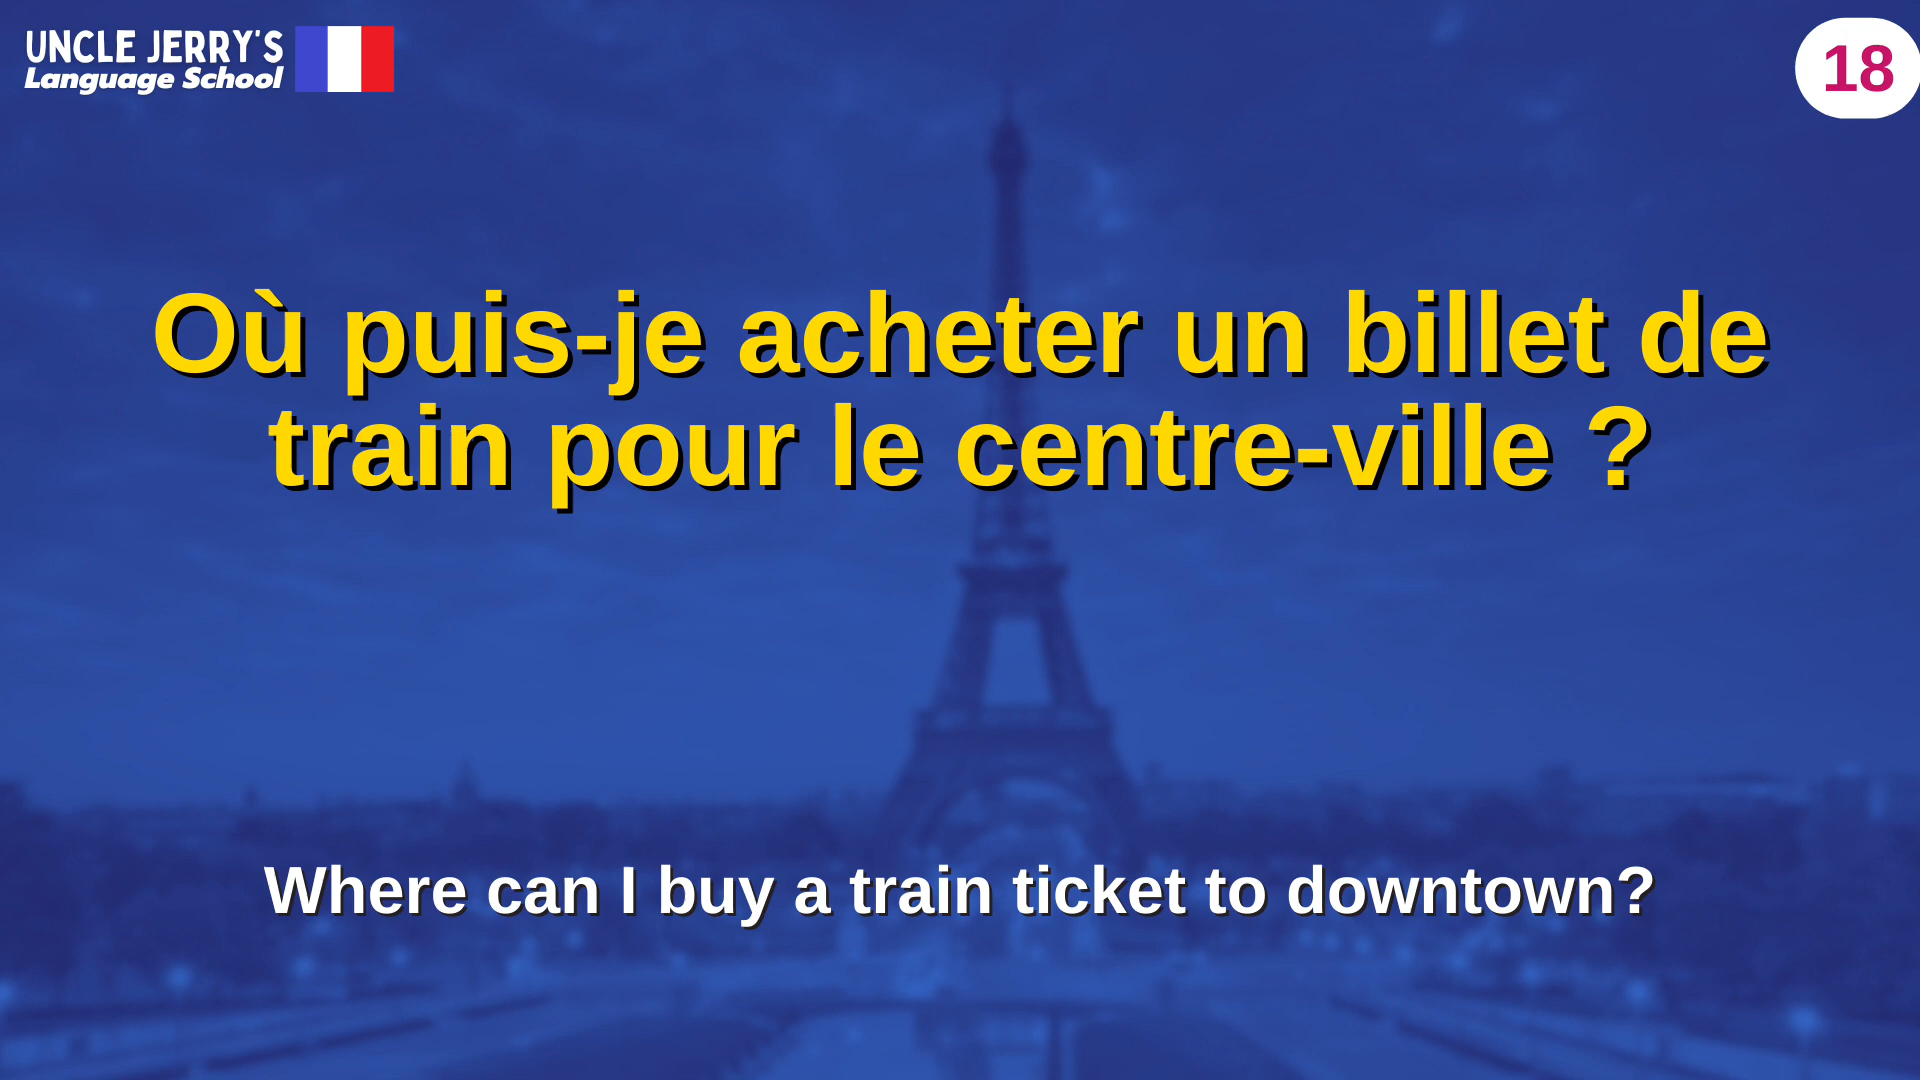 UNCLE JERRY'S
Language School
18
Où puis-je acheter un billet de
train pour le centre-ville ?
Where can I buy a train ticket to downtown?